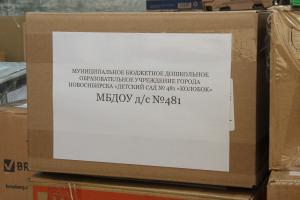 МУНИЦИПАЛЬНОЕ БЮДЖЕТНОЕ ДОШКОЛЬНОЕ
ОБРАЗОВАТЕЛЬНОЕ УЧРЕЖДЕНИЕ ГОРОДА
НОВОСИБИРСКА «ДЕТСКИЙ САД № 481 «КОЛОБОК»
МБДОУ д/с №481